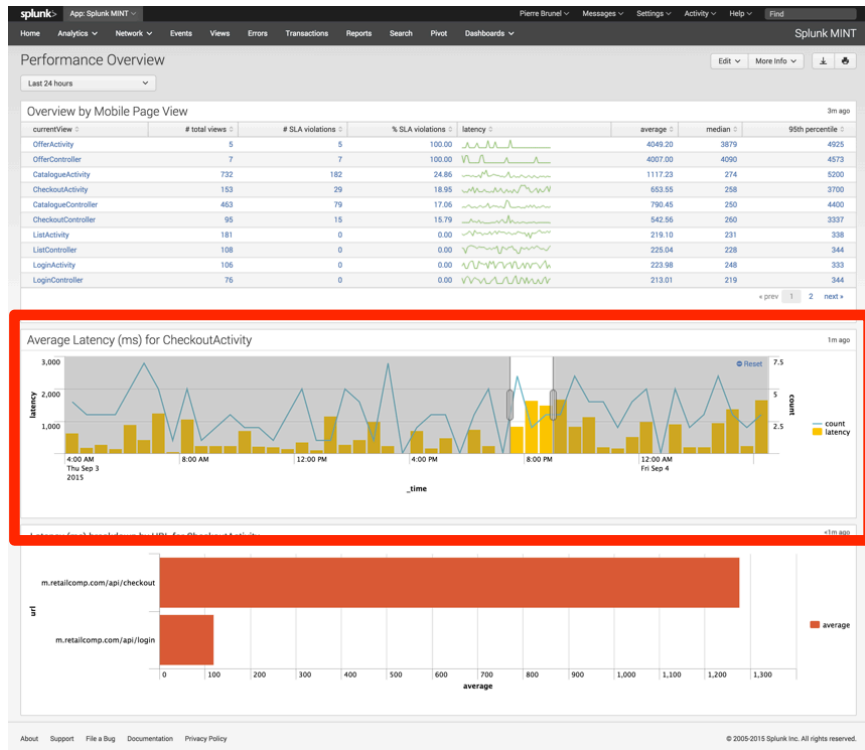 splunk> App: Splunk MINT Pierre Brunel Messages Settings Activity Help Find
Home Analytics Network Events Views Errors Transactions Reports Search Pivot Dashboards Splunk MINT
Performance Overview Edit More Info
Last 24 hours
Overview by Mobile Page View 3m ago
currentView # total views # SLA violations % SLA violations latency average median 95th percentile
OfferActivity 5 5 100.00 4049.20 3879 4925
OfferController 7 7 100.00 4007.00 4090 4573
CatalogueActivity 732 182 24.86 1117.23 274 5200
CheckoutActivity 153 29 18.95 653.55 258 3700
CatalogueController 463 79 17.06 790.45 250 4400
CheckoutController 95 15 15.79 542.56 260 3337
ListActivity 181 0 0.00 219.10 231 338
ListController 108 0 0.00 225.04 228 344
LoginActivity 106 0 0.00 223.98 248 333
LoginController 76 0 0.00 213.01 219 344
« prev 1 2 next »
Average Latency (ms) for CheckoutActivity 1m ago
3,000 Reset 7.5
2,000 5
1,000 2.5
latency
count
count
latency
4:00 AM 8:00 AM 12:00 PM 4:00 PM 8:00 PM 12:00 AM
Thu Sep 3 Fri Sep 4
2015
_time
Latency (ms) breakdown by URL for CheckoutActivity <1m ago
m.retailcomp.com/api/checkout
url
average
m.retailcomp.com/api/login
0 100 200 300 400 500 600 700 800 900 1,000 1,100 1,200 1,300
average
About Support File a Bug Documentation Privacy Policy © 2005-2015 Splunk Inc. All rights reserved.